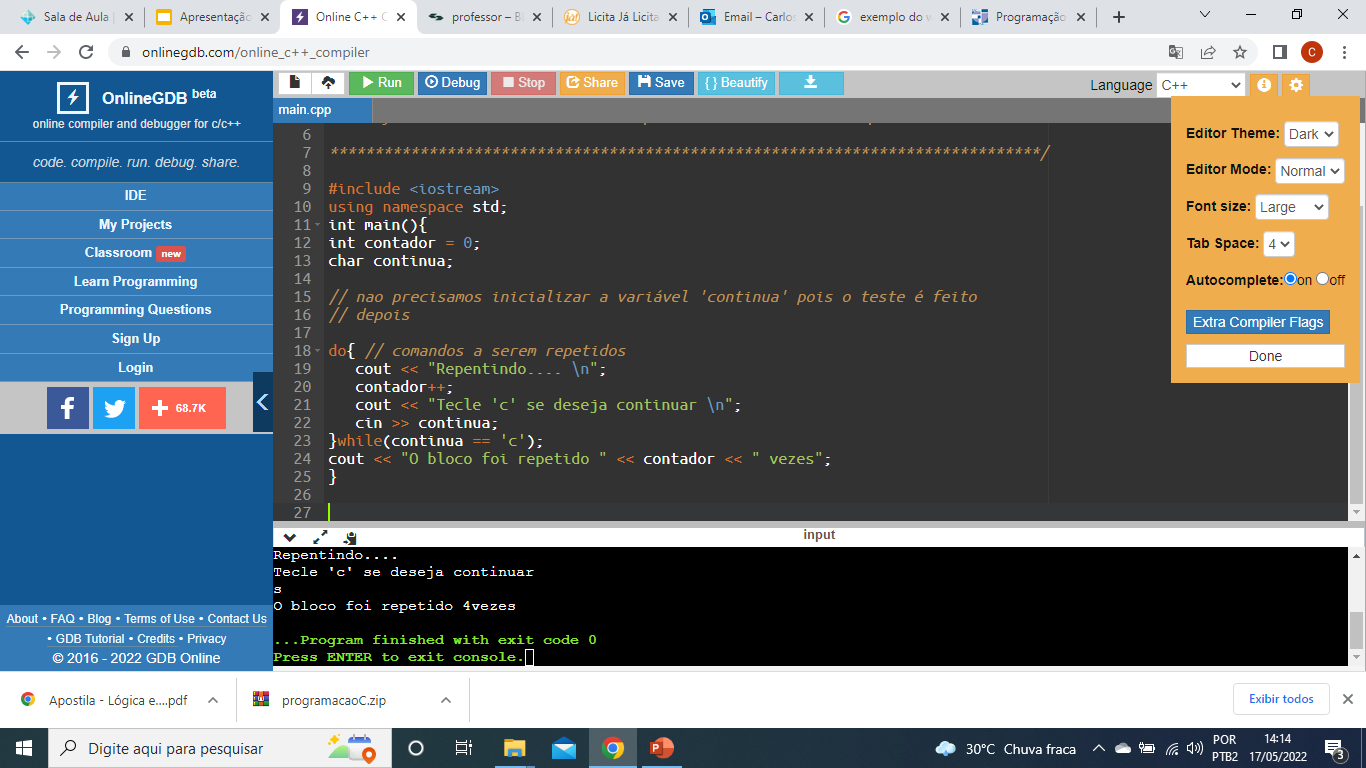 Sala de Aula
Apresentação
Online C++ C
professor – B
Licita Já Licita
Email – Carlos
exemplo do w
Programação
onlinegdb.com/online_c++_compiler
C
OnlineGDB beta
online compiler and debugger for c/c++
code. compile. run. debug. share.
IDE
My Projects
Classroom new
Learn Programming
Programming Questions
Sign Up
Login
68.7K
About • FAQ • Blog • Terms of Use • Contact Us
• GDB Tutorial • Credits • Privacy
© 2016 - 2022 GDB Online
Run Debug Stop Share Save { } Beautify
Language C++
main.cpp
6
7 *******************************************************************************/
8
9 #include <iostream>
10 using namespace std;
11 int main(){
12 int contador = 0;
13 char continua;
14
15 // nao precisamos inicializar a variável 'continua' pois o teste é feito
16 // depois
17
18 do{ // comandos a serem repetidos
19 cout << "Repentindo.... \n";
20 contador++;
21 cout << "Tecle 'c' se deseja continuar \n";
22 cin >> continua;
23 }while(continua == 'c');
24 cout << "O bloco foi repetido " << contador << " vezes";
25 }
26
27
Editor Theme: Dark
Editor Mode: Normal
Font size: Large
Tab Space: 4
Autocomplete: on off
Extra Compiler Flags
Done
input
Repentindo....
Tecle 'c' se deseja continuar
s
O bloco foi repetido 4vezes
...Program finished with exit code 0
Press ENTER to exit console.
Apostila - Lógica e....pdf
programacaoC.zip
Exibir todos
Digite aqui para pesquisar
30°C Chuva fraca
POR
PTB2
14:14
17/05/2022
3